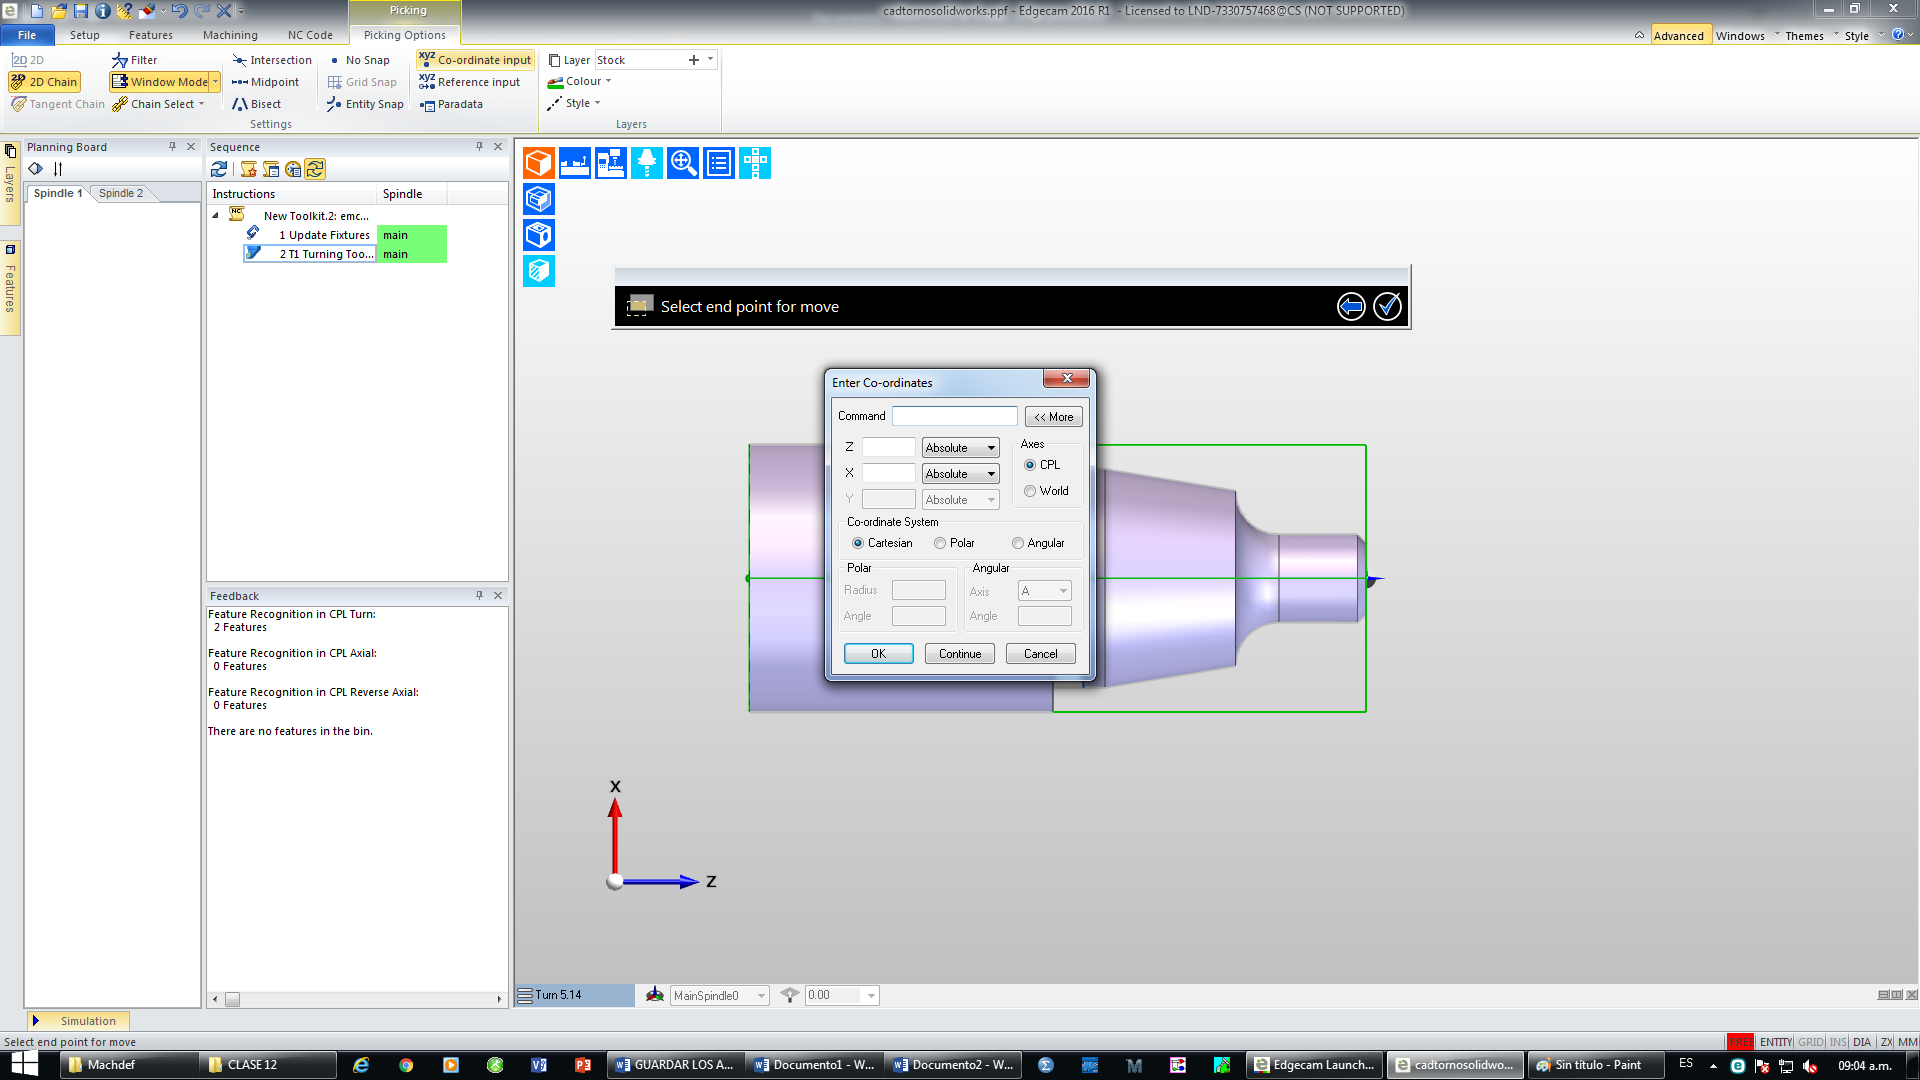 Picking
cadtornosolidworks.ppf - Edgecam 2016 R1 - Licensed to LND-7330757468@CS (NOT SUPPORTED)
File Setup Features Machining NC Code Picking Options
Advanced Windows Themes Style
2D 2D Filter Intersection No Snap xyz Co-ordinate input Layer Stock
2D Chain Window Mode Midpoint Grid Snap xyz Reference input Colour
Tangent Chain Chain Select Bisect Entity Snap Paradata Style
Settings Layers
Planning Board Sequence
Layers
Features
Spindle 1 Spindle 2
Instructions Spindle
NC New Toolkit.2: emc...
1 Update Fixtures main
2 T1 Turning Too... main
Select end point for move
Enter Co-ordinates
Command << More
Z Absolute Axes
CPL
X Absolute
World
Y Absolute
Co-ordinate System
Cartesian Polar Angular
Polar Angular
Radius Axis A
Angle Angle
OK Continue Cancel
Feedback
Feature Recognition in CPL Turn:
2 Features
Feature Recognition in CPL Axial:
0 Features
Feature Recognition in CPL Reverse Axial:
0 Features
There are no features in the bin.
X
Z
Turn 5.14 MainSpindle0 0.00
Simulation
Select end point for move
FREE ENTITY GRID INS DIA ZX MM
Machdef CLASE 12 GUARDAR LOS A... Documento1 - W... Documento2 - W... Edgecam Launch... cadtornosolidwo... Sin título - Paint ES 09:04 a.m.